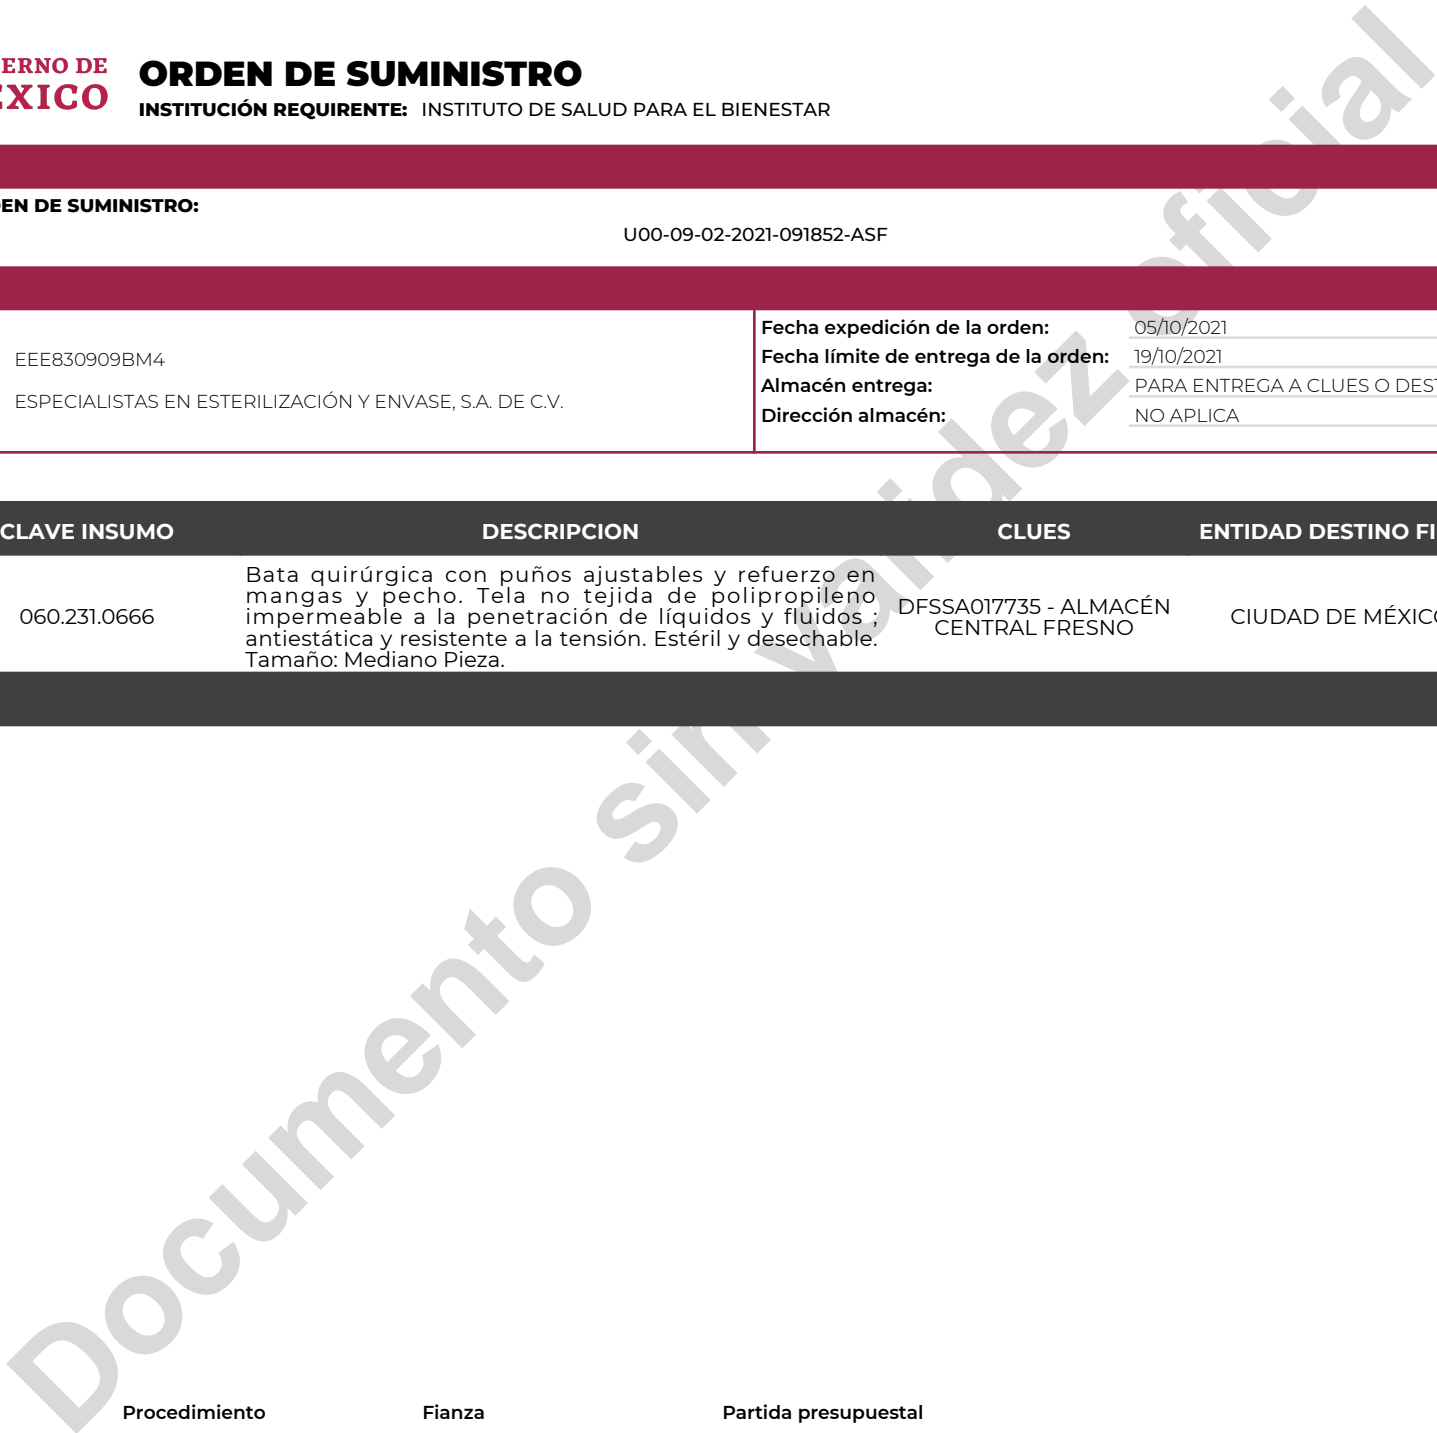 ERNO DE
ÉXICO
ORDEN DE SUMINISTRO
INSTITUCIÓN REQUIRENTE: INSTITUTO DE SALUD PARA EL BIENESTAR
EN DE SUMINISTRO:
U00-09-02-2021-091852-ASF
EEE830909BM4
ESPECIALISTAS EN ESTERILIZACIÓN Y ENVASE, S.A. DE C.V.
Fecha expedición de la orden: 05/10/2021
Fecha límite de entrega de la orden: 19/10/2021
Almacén entrega: PARA ENTREGA A CLUES O DEST
Dirección almacén: NO APLICA
CLAVE INSUMO DESCRIPCION CLUES ENTIDAD DESTINO FI
060.231.0666
Bata quirúrgica con puños ajustables y refuerzo en
mangas y pecho. Tela no tejida de polipropileno
impermeable a la penetración de líquidos y fluidos ;
antiestática y resistente a la tensión. Estéril y desechable.
Tamaño: Mediano Pieza.
DFSSA017735 - ALMACÉN
CENTRAL FRESNO
CIUDAD DE MÉXICO
Documento sin validez oficial
Procedimiento Fianza Partida presupuestal